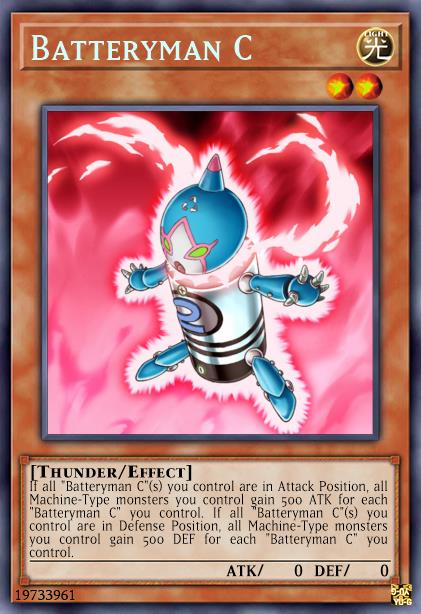 BATTERYMAN C
LIGHT
光
2
[THUNDER/EFFECT]
If all "Batteryman C"(s) you control are in Attack Position, all
Machine-Type monsters you control gain 500 ATK for each
"Batteryman C" you control. If all "Batteryman C"(s) you
control are in Defense Position, all Machine-Type monsters
you control gain 500 DEF for each "Batteryman C" you
control.
ATK/ 0 DEF/ 0
19733961